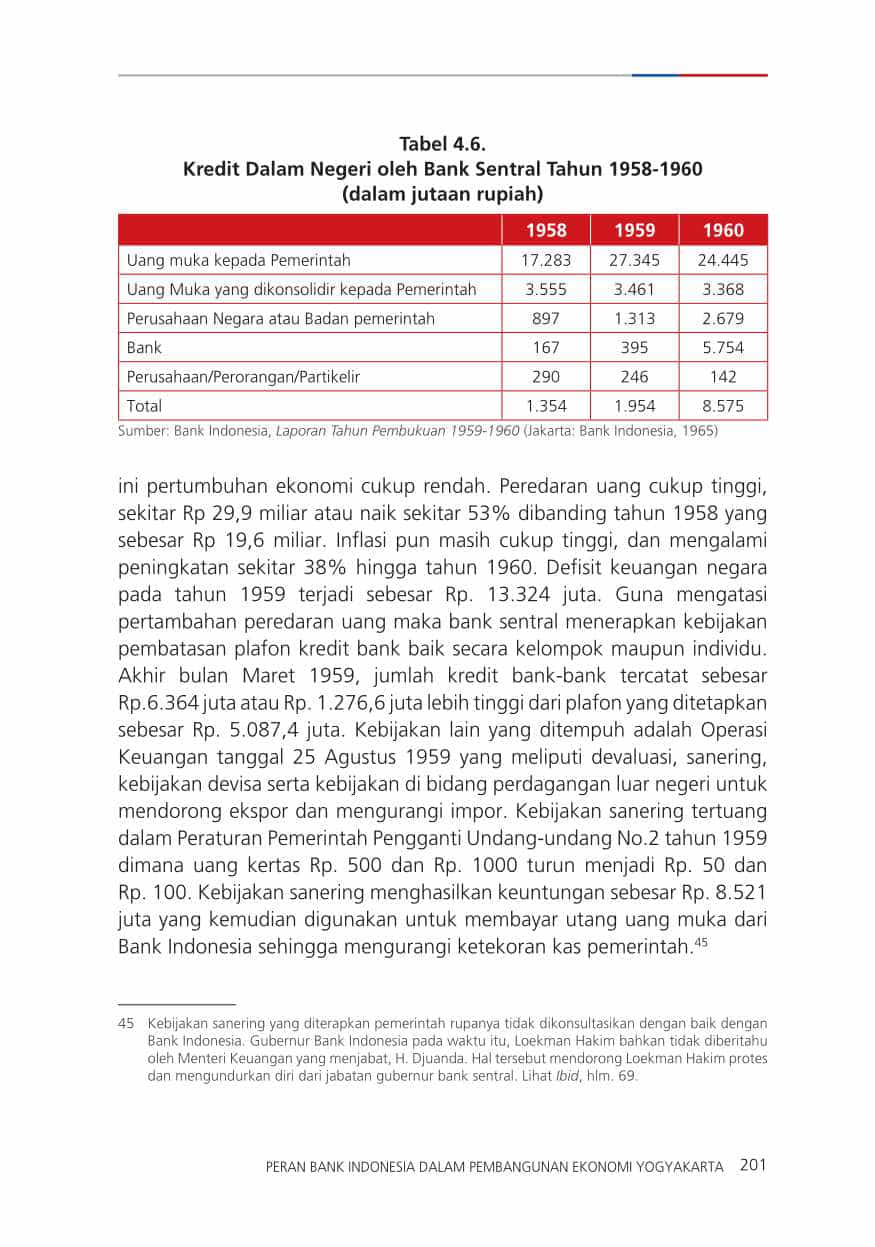 Tabel 4.6.
Kredit Dalam Negeri oleh Bank Sentral Tahun 1958-1960
(dalam jutaan rupiah)
1958 1959 1960
Uang muka kepada Pemerintah 17.283 27.345 24.445
Uang Muka yang dikonsolidir kepada Pemerintah 3.555 3.461 3.368
Perusahaan Negara atau Badan pemerintah 897 1.313 2.679
Bank 167 395 5.754
Perusahaan/Perorangan/Partikelir 290 246 142
Total 1.354 1.954 8.575
Sumber: Bank Indonesia, Laporan Tahun Pembukuan 1959-1960 (Jakarta: Bank Indonesia, 1965)
ini pertumbuhan ekonomi cukup rendah. Peredaran uang cukup tinggi,
sekitar Rp 29,9 miliar atau naik sekitar 53% dibanding tahun 1958 yang
sebesar Rp 19,6 miliar. Inflasi pun masih cukup tinggi, dan mengalami
peningkatan sekitar 38% hingga tahun 1960. Defisit keuangan negara
pada tahun 1959 terjadi sebesar Rp. 13.324 juta. Guna mengatasi
pertambahan peredaran uang maka bank sentral menerapkan kebijakan
pembatasan plafon kredit bank baik secara kelompok maupun individu.
Akhir bulan Maret 1959, jumlah kredit bank-bank tercatat sebesar
Rp.6.364 juta atau Rp. 1.276,6 juta lebih tinggi dari plafon yang ditetapkan
sebesar Rp. 5.087,4 juta. Kebijakan lain yang ditempuh adalah Operasi
Keuangan tanggal 25 Agustus 1959 yang meliputi devaluasi, sanering,
kebijakan devisa serta kebijakan di bidang perdagangan luar negeri untuk
mendorong ekspor dan mengurangi impor. Kebijakan sanering tertuang
dalam Peraturan Pemerintah Pengganti Undang-undang No.2 tahun 1959
dimana uang kertas Rp. 500 dan Rp. 1000 turun menjadi Rp. 50 dan
Rp. 100. Kebijakan sanering menghasilkan keuntungan sebesar Rp. 8.521
juta yang kemudian digunakan untuk membayar utang uang muka dari
Bank Indonesia sehingga mengurangi ketekoran kas pemerintah.45
45 Kebijakan sanering yang diterapkan pemerintah rupanya tidak dikonsultasikan dengan baik dengan
Bank Indonesia. Gubernur Bank Indonesia pada waktu itu, Loekman Hakim bahkan tidak diberitahu
oleh Menteri Keuangan yang menjabat, H. Djuanda. Hal tersebut mendorong Loekman Hakim protes
dan mengundurkan diri dari jabatan gubernur bank sentral. Lihat Ibid, hlm. 69.
PERAN BANK INDONESIA DALAM PEMBANGUNAN EKONOMI YOGYAKARTA 201